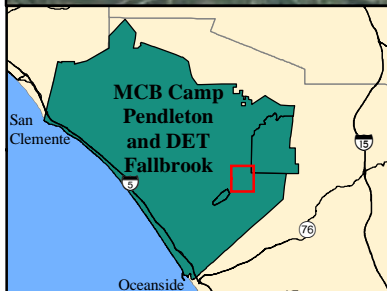 MCB Camp
Pendleton
and DET
Fallbrook
San
Clemente
15
5
76
Oceanside